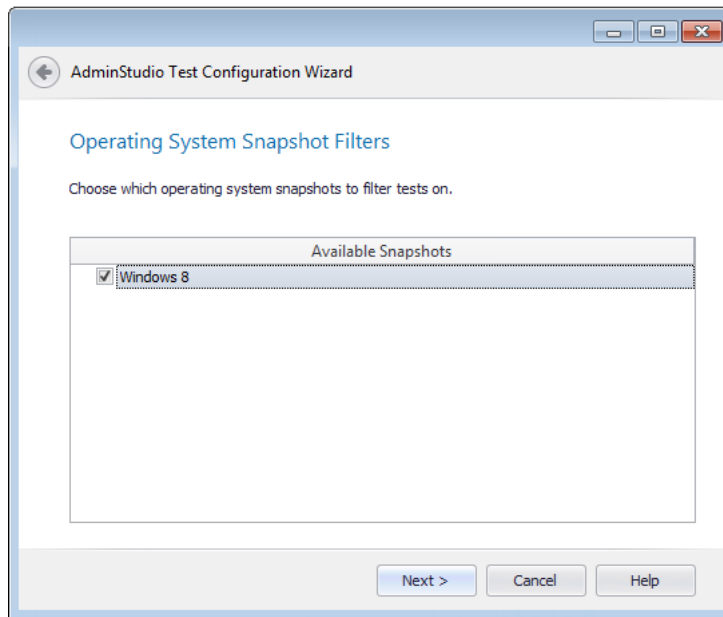 AdminStudio Test Configuration Wizard
Operating System Snapshot Filters
Choose which operating system snapshots to filter tests on.
Available Snapshots
Windows 8
Next >
Cancel
Help